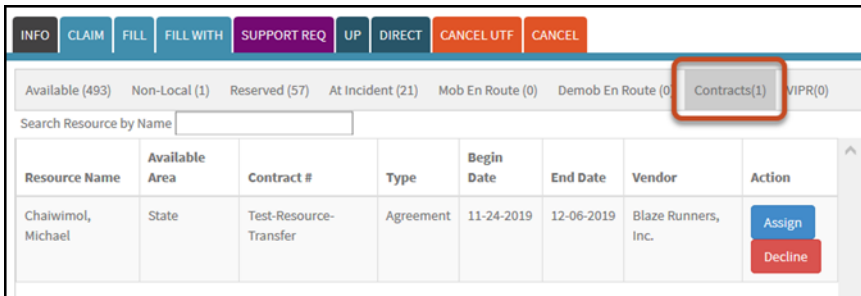 INFO CLAIM FILL FILL WITH SUPPORT REQ UP DIRECT CANCEL UTF CANCEL
Available (493) Non-Local (1) Reserved (57) At Incident (21) Mob En Route (0) Demob En Route (0) Contracts(1) VIPR(0)
Search Resource by Name
Resource Name Available Area Contract # Type Begin Date End Date Vendor Action
Chaiwimol, State Test-Resource- Agreement 11-24-2019 12-06-2019 Blaze Runners, Assign
Michael Transfer Inc.
Decline